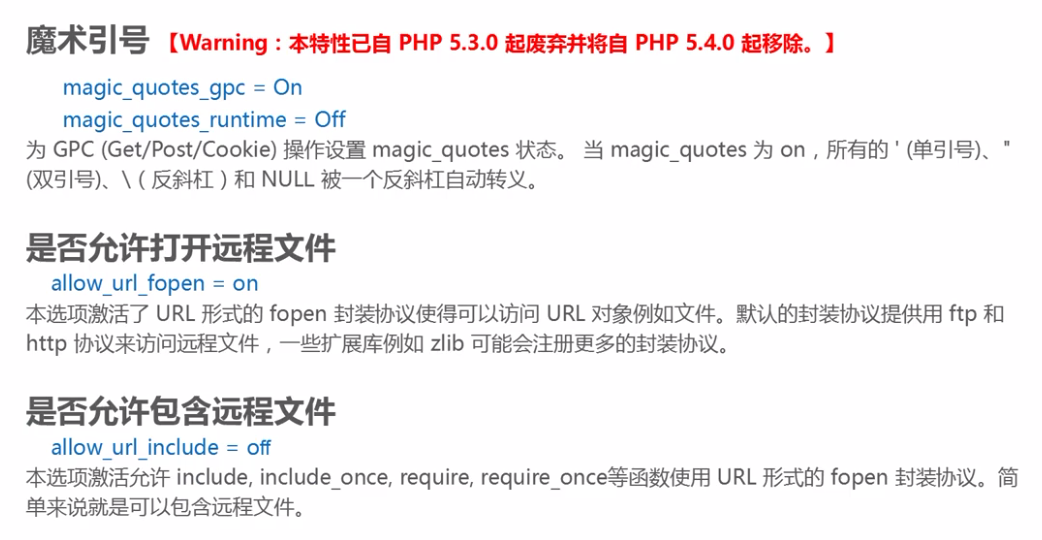 魔术引号 【Warning：本特性已自 PHP 5.3.0 起废弃并将自 PHP 5.4.0 起移除。】
magic_quotes_gpc = On
magic_quotes_runtime = Off
为 GPC (Get/Post/Cookie) 操作设置 magic_quotes 状态。 当 magic_quotes 为 on，所有的 ' (单引号)、"
(双引号)、\（反斜杠）和 NULL 被一个反斜杠自动转义。
是否允许打开远程文件
allow_url_fopen = on
本选项激活了 URL 形式的 fopen 封装协议使得可以访问 URL 对象例如文件。默认的封装协议提供用 ftp 和
http 协议来访问远程文件，一些扩展库例如 zlib 可能会注册更多的封装协议。
是否允许包含远程文件
allow_url_include = off
本选项激活允许 include, include_once, require, require_once等函数使用 URL 形式的 fopen 封装协议。简
单来说就是可以包含远程文件。